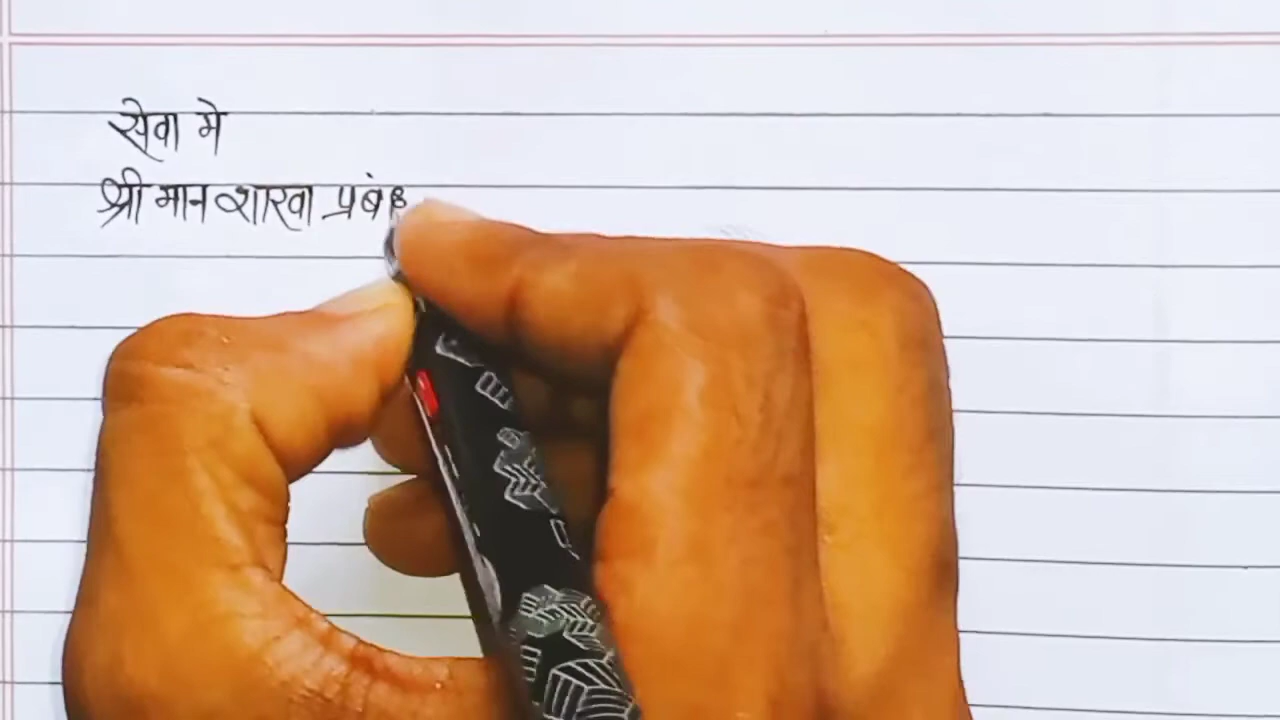 सेवा मे
श्री मान शाखा प्रबं